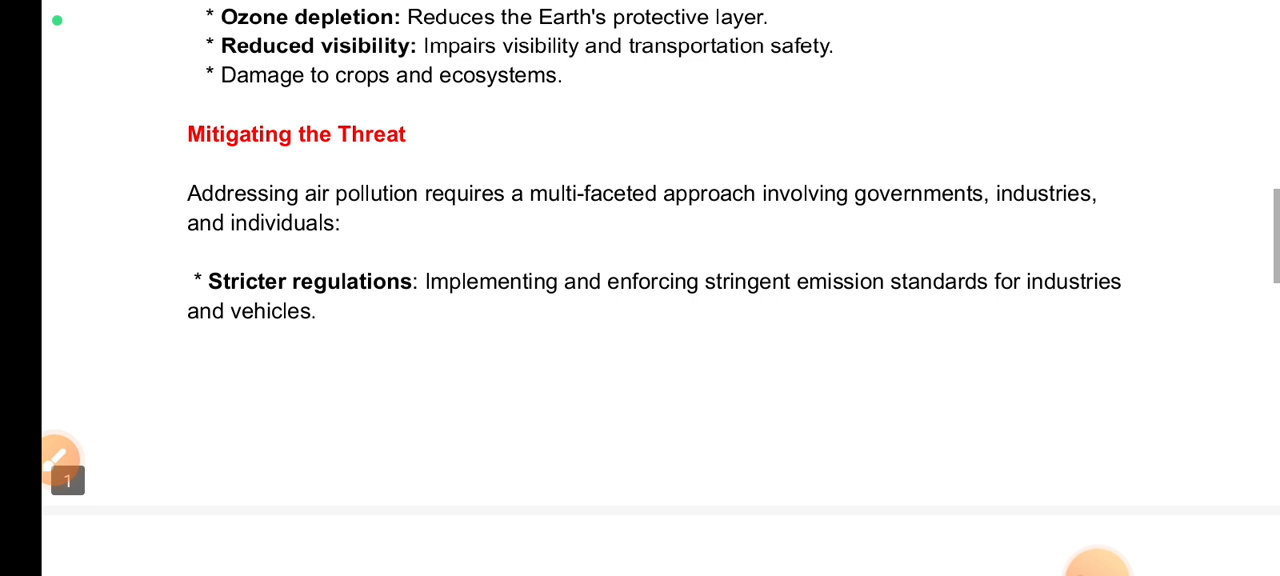 * Ozone depletion: Reduces the Earth's protective layer.
* Reduced visibility: Impairs visibility and transportation safety.
* Damage to crops and ecosystems.
Mitigating the Threat
Addressing air pollution requires a multi-faceted approach involving governments, industries,
and individuals:
* Stricter regulations: Implementing and enforcing stringent emission standards for industries
and vehicles.
1